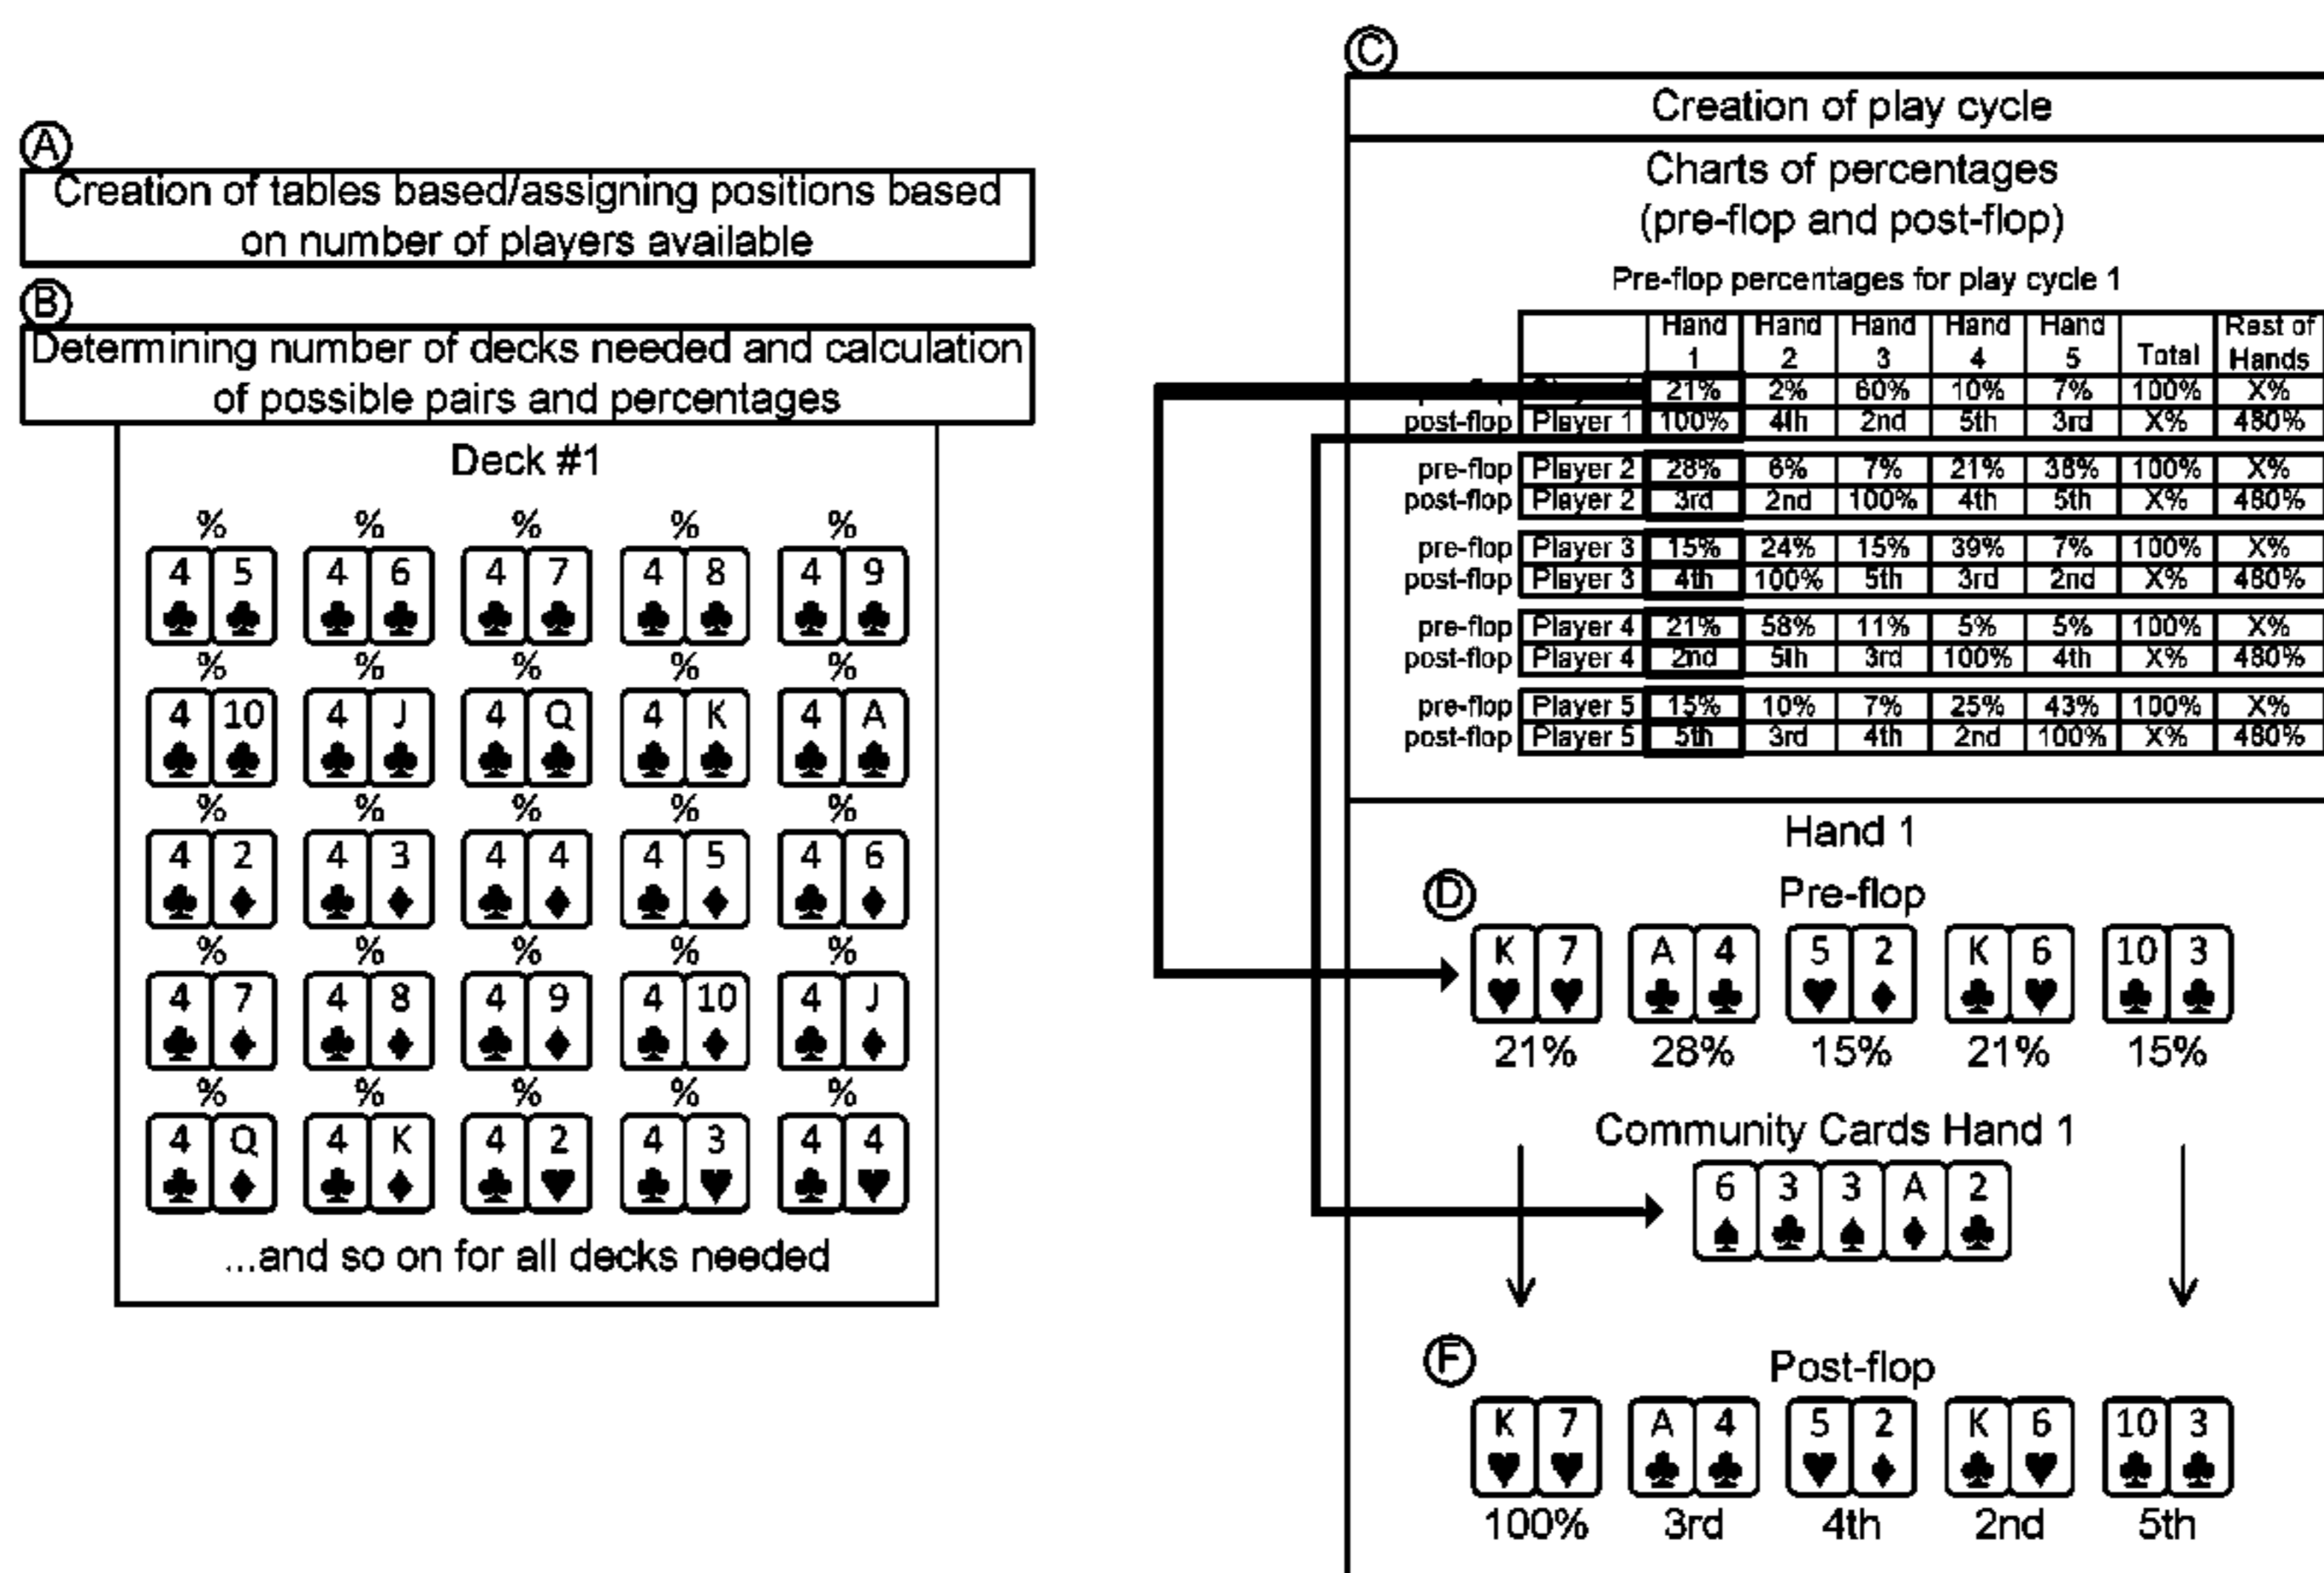 A
Creation of tables based/assigning positions based
on number of players available
B
Determining number of decks needed and calculation
of possible pairs and percentages
Deck #1
% % % % %
4 5 4 6 4 7 4 8 4 9
% % % % %
4 10 4 J 4 Q 4 K 4 A
% % % % %
4 2 4 3 4 4 4 5 4 6
% % % % %
4 7 4 8 4 9 4 10 4 J
% % % % %
4 Q 4 K 4 2 4 3 4 4
...and so on for all decks needed
C
Creation of play cycle
Charts of percentages
(pre-flop and post-flop)
Pre-flop percentages for play cycle 1
Hand Hand Hand Hand Hand Rest of
1 2 3 4 5 Total Hands
21% 2% 60% 10% 7% 100% X%
post-flop Player 1 100% 4th 2nd 5th 3rd X% 480%
pre-flop Player 2 28% 6% 7% 21% 38% 100% X%
post-flop Player 2 3rd 2nd 100% 4th 5th X% 480%
pre-flop Player 3 15% 24% 15% 39% 7% 100% X%
post-flop Player 3 4th 100% 5th 3rd 2nd X% 480%
pre-flop Player 4 21% 58% 11% 5% 5% 100% X%
post-flop Player 4 2nd 5th 3rd 100% 4th X% 480%
pre-flop Player 5 15% 10% 7% 25% 43% 100% X%
post-flop Player 5 5th 3rd 4th 2nd 100% X% 480%
Hand 1
D Pre-flop
K 7 A 4 5 2 K 6 10 3
21% 28% 15% 21% 15%
Community Cards Hand 1
6 3 3 A 2
F Post-flop
K 7 A 4 5 2 K 6 10 3
100% 3rd 4th 2nd 5th